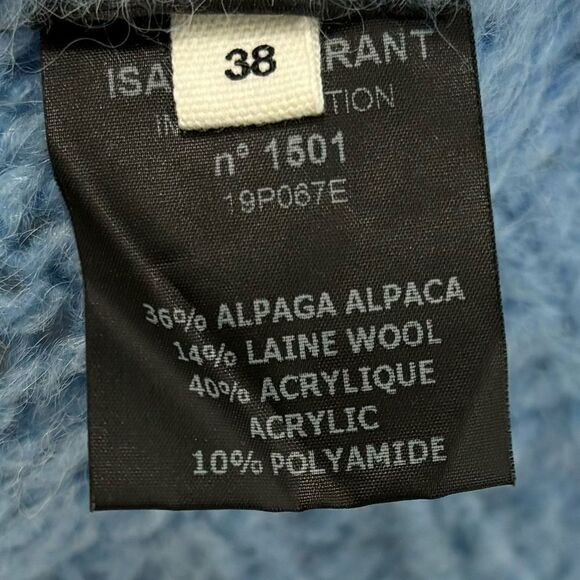 38
ISA RANT
IN TION
n° 1501
19P067E
36% ALPAGA ALPACA
14% LAINE WOOL
40% ACRYLIQUE
ACRYLIC
10% POLYAMIDE